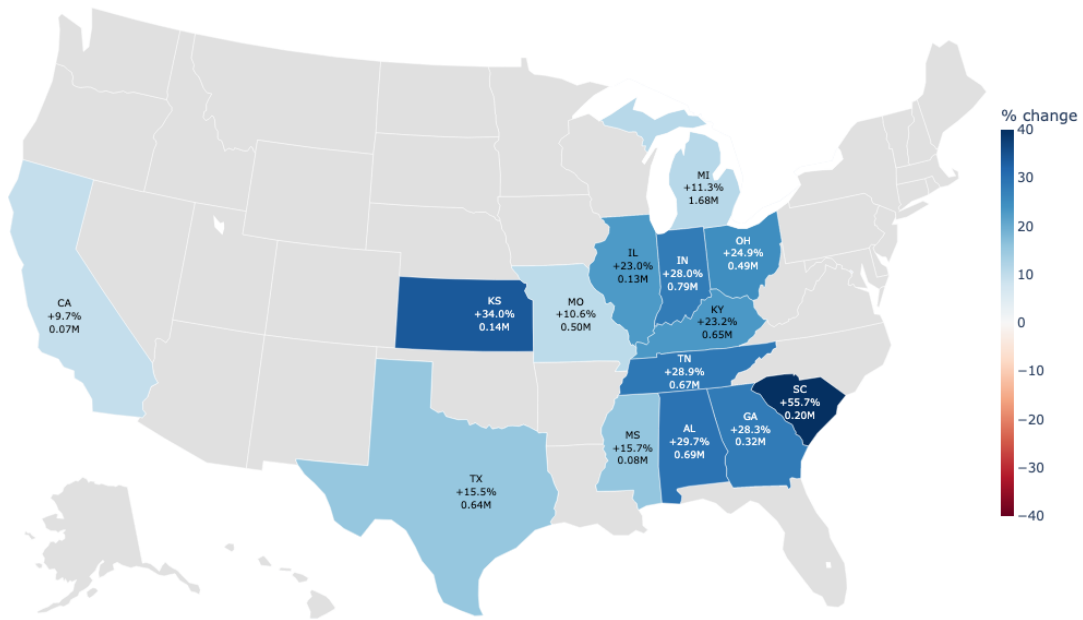 % change
40
30
20
10
0
−10
−20
−30
−40
MI
+11.3%
1.68M
OH
+24.9%
0.49M
IL
+23.0%
0.13M
IN
+28.0%
0.79M
KS
+34.0%
0.14M
MO
+10.6%
0.50M
CA
+9.7%
0.07M
KY
+23.2%
0.65M
TN
+28.9%
0.67M
SC
+55.7%
0.20M
GA
+28.3%
0.32M
AL
+29.7%
0.69M
MS
+15.7%
0.08M
TX
+15.5%
0.64M